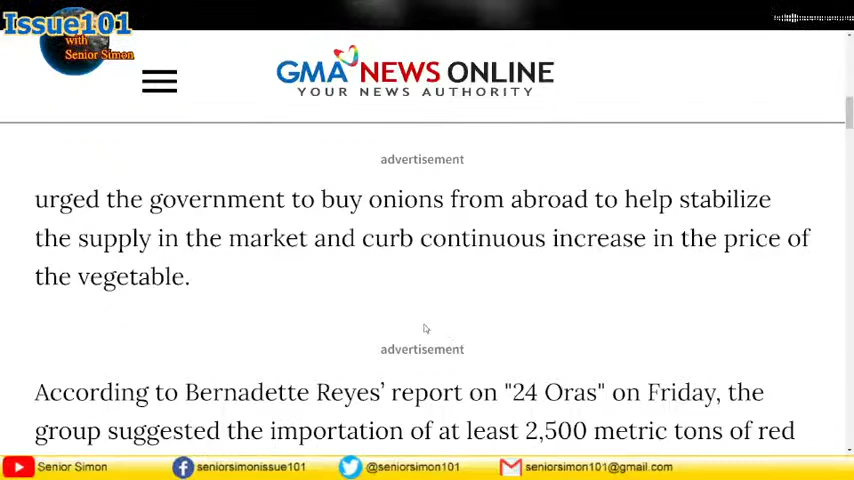 Issue101
with
Senior Simon
GMA NEWS ONLINE
YOUR NEWS AUTHORITY
advertisement
urged the government to buy onions from abroad to help stabilize
the supply in the market and curb continuous increase in the price of
the vegetable.
advertisement
According to Bernadette Reyes’ report on "24 Oras" on Friday, the
group suggested the importation of at least 2,500 metric tons of red
Senior Simon seniorsimonissue101 @seniorsimon101 seniorsimon101@gmail.com